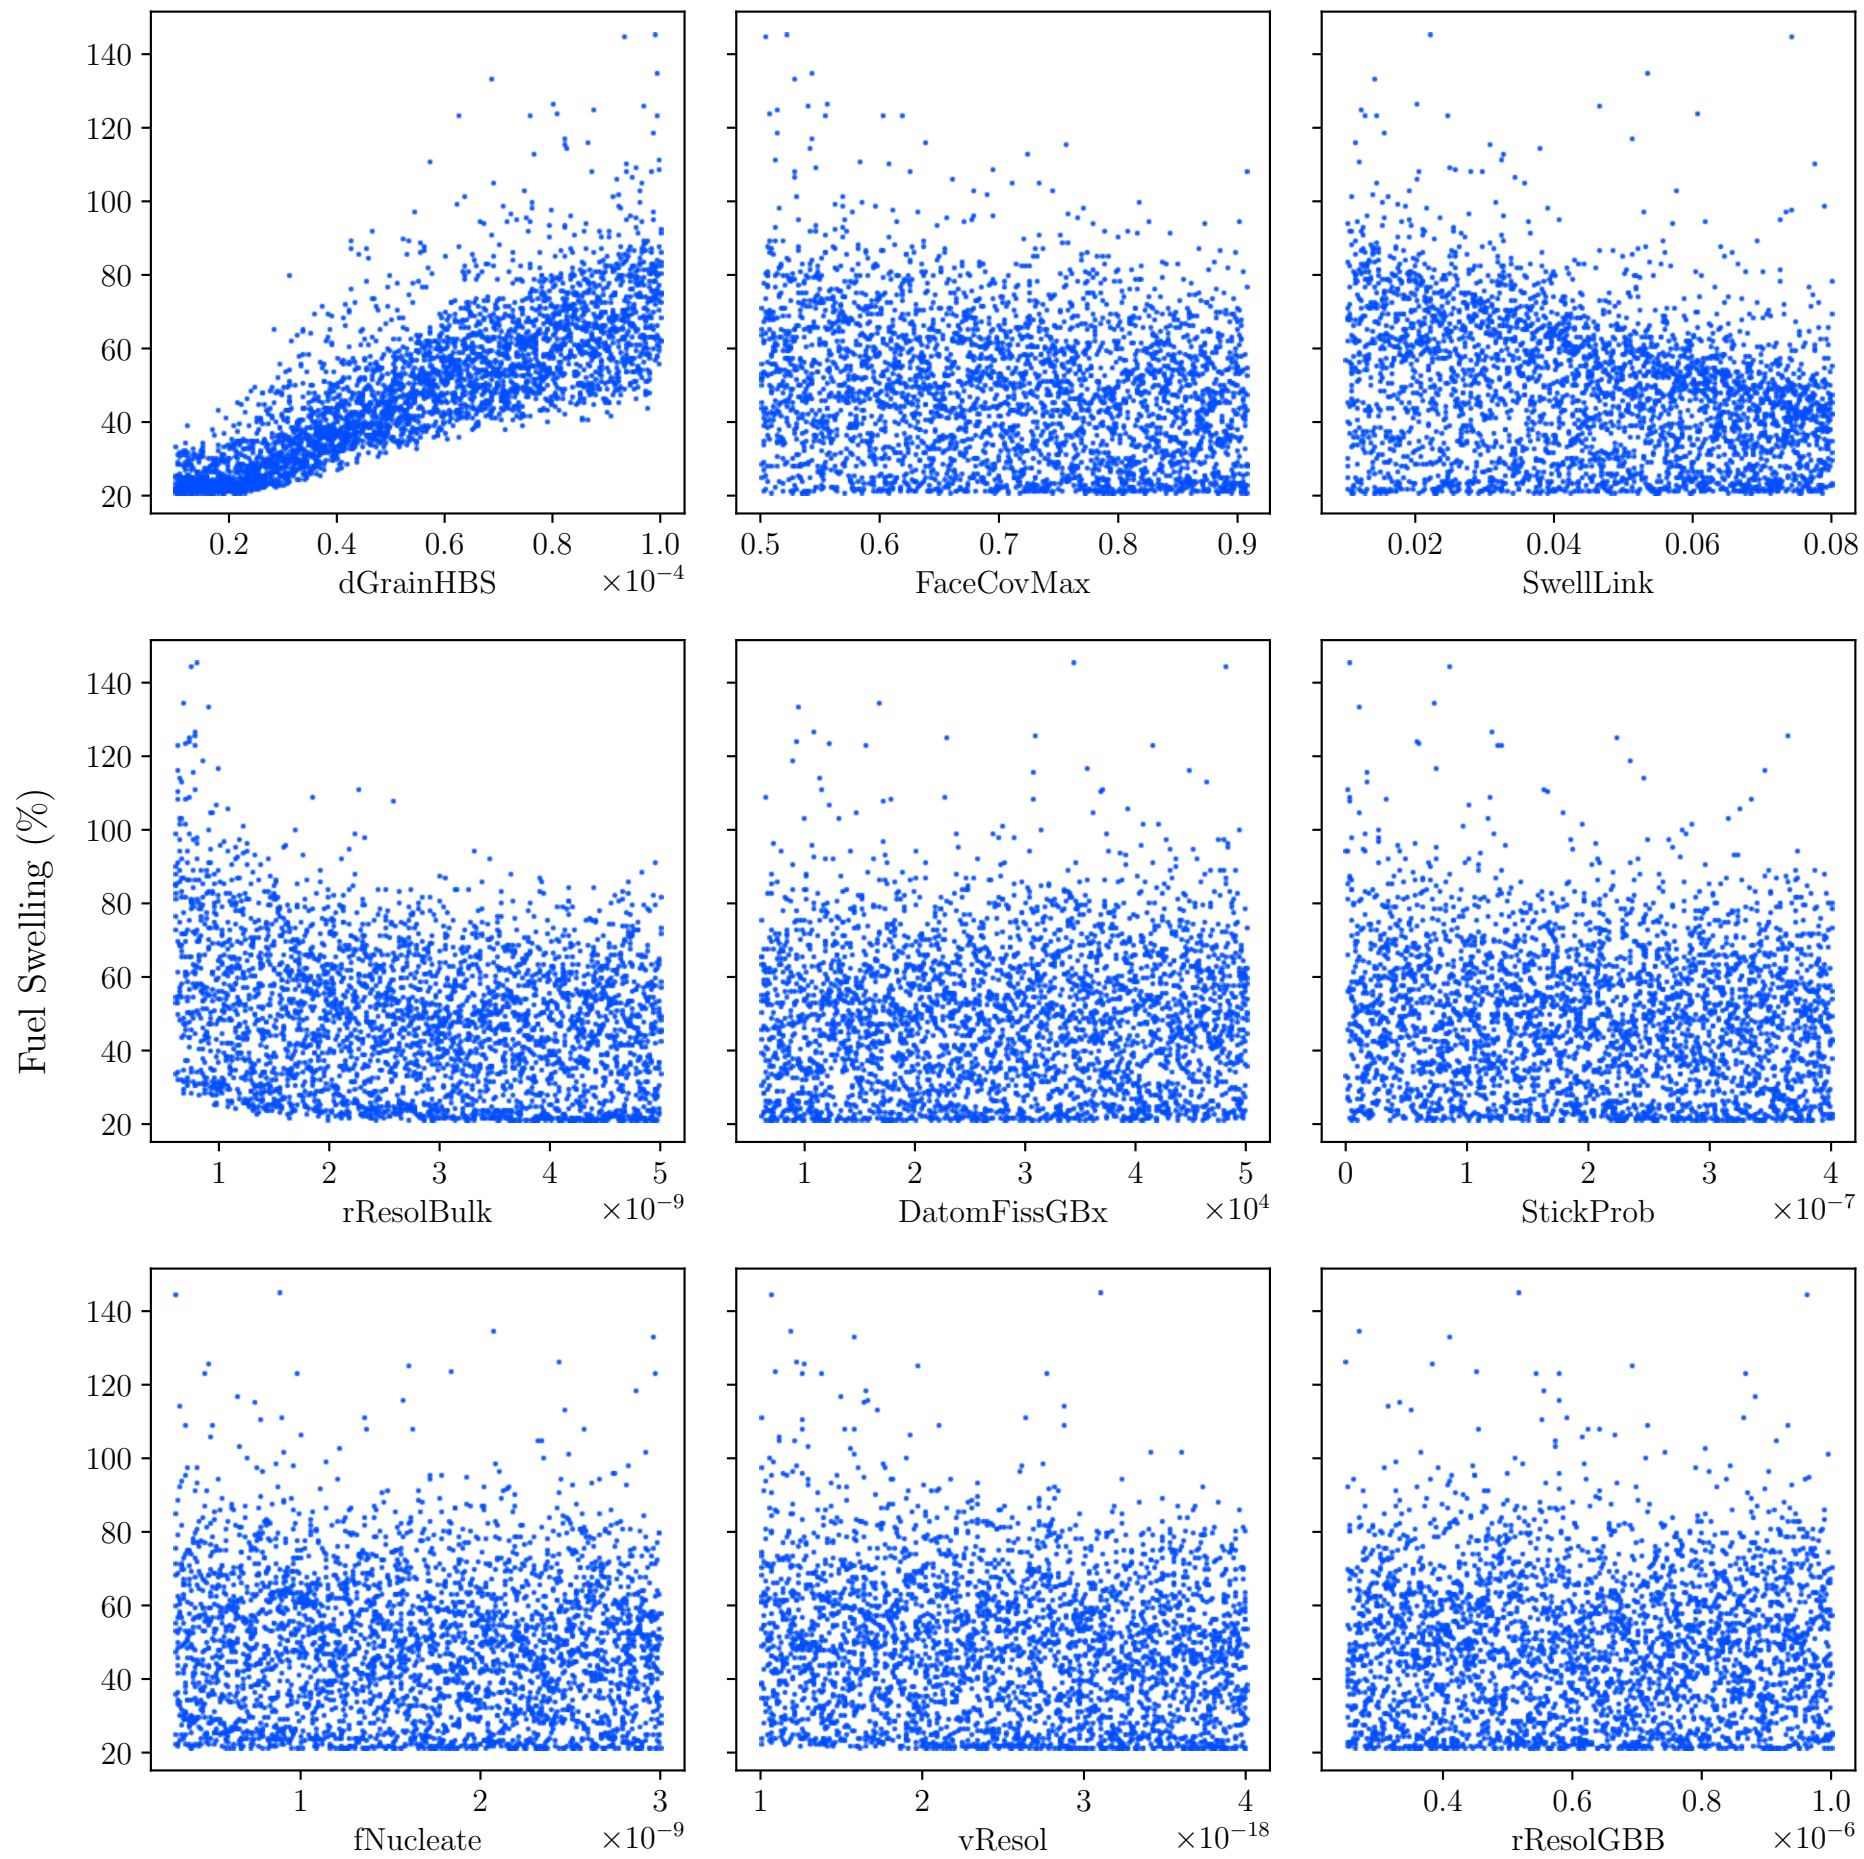 140
120
100
80
60
40
20
0.2 0.4 0.6 0.8 1.0
dGrainHBS ×10⁻⁴
0.5 0.6 0.7 0.8 0.9
FaceCovMax
0.02 0.04 0.06 0.08
SwellLink
Fuel Swelling (%)
140
120
100
80
60
40
20
1 2 3 4 5
rResolBulk ×10⁻⁹
1 2 3 4 5
DatomFissGBx ×10⁴
0 1 2 3 4
StickProb ×10⁻⁷
140
120
100
80
60
40
20
1 2 3
fNucleate ×10⁻⁹
1 2 3 4
vResol ×10⁻¹⁸
0.4 0.6 0.8 1.0
rResolGBB ×10⁻⁶